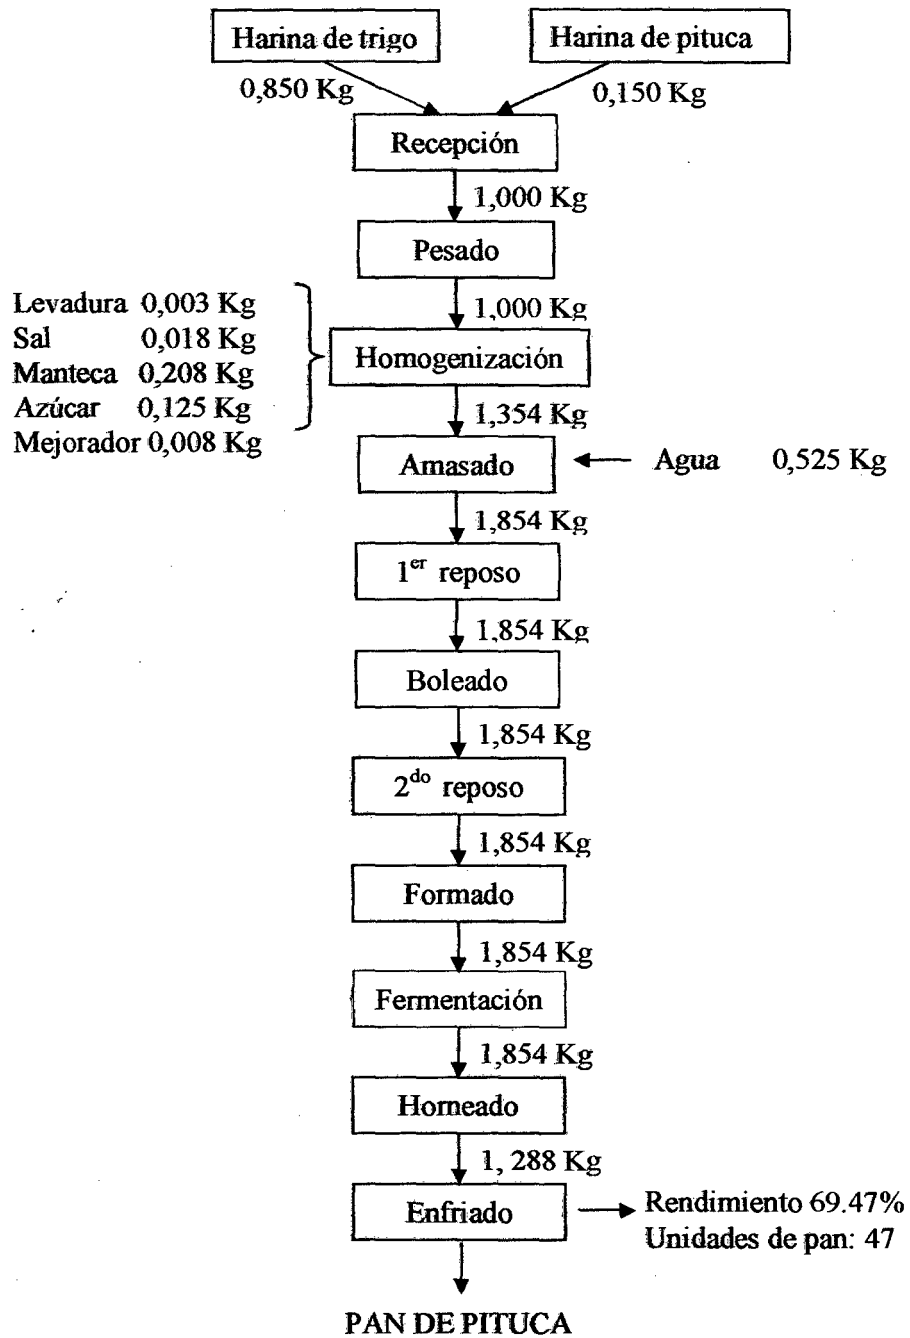 Harina de trigo
Harina de pituca
0,850 Kg
0,150 Kg
Recepción
1,000 Kg
Pesado
1,000 Kg
Levadura 0,003 Kg
Sal 0,018 Kg
Manteca 0,208 Kg
Azúcar 0,125 Kg
Mejorador 0,008 Kg
Homogenización
1,354 Kg
Amasado
Agua 0,525 Kg
1,854 Kg
1er reposo
1,854 Kg
Boleado
1,854 Kg
2do reposo
1,854 Kg
Formado
1,854 Kg
Fermentación
1,854 Kg
Horneado
1, 288 Kg
Enfriado
Rendimiento 69.47%
Unidades de pan: 47
PAN DE PITUCA